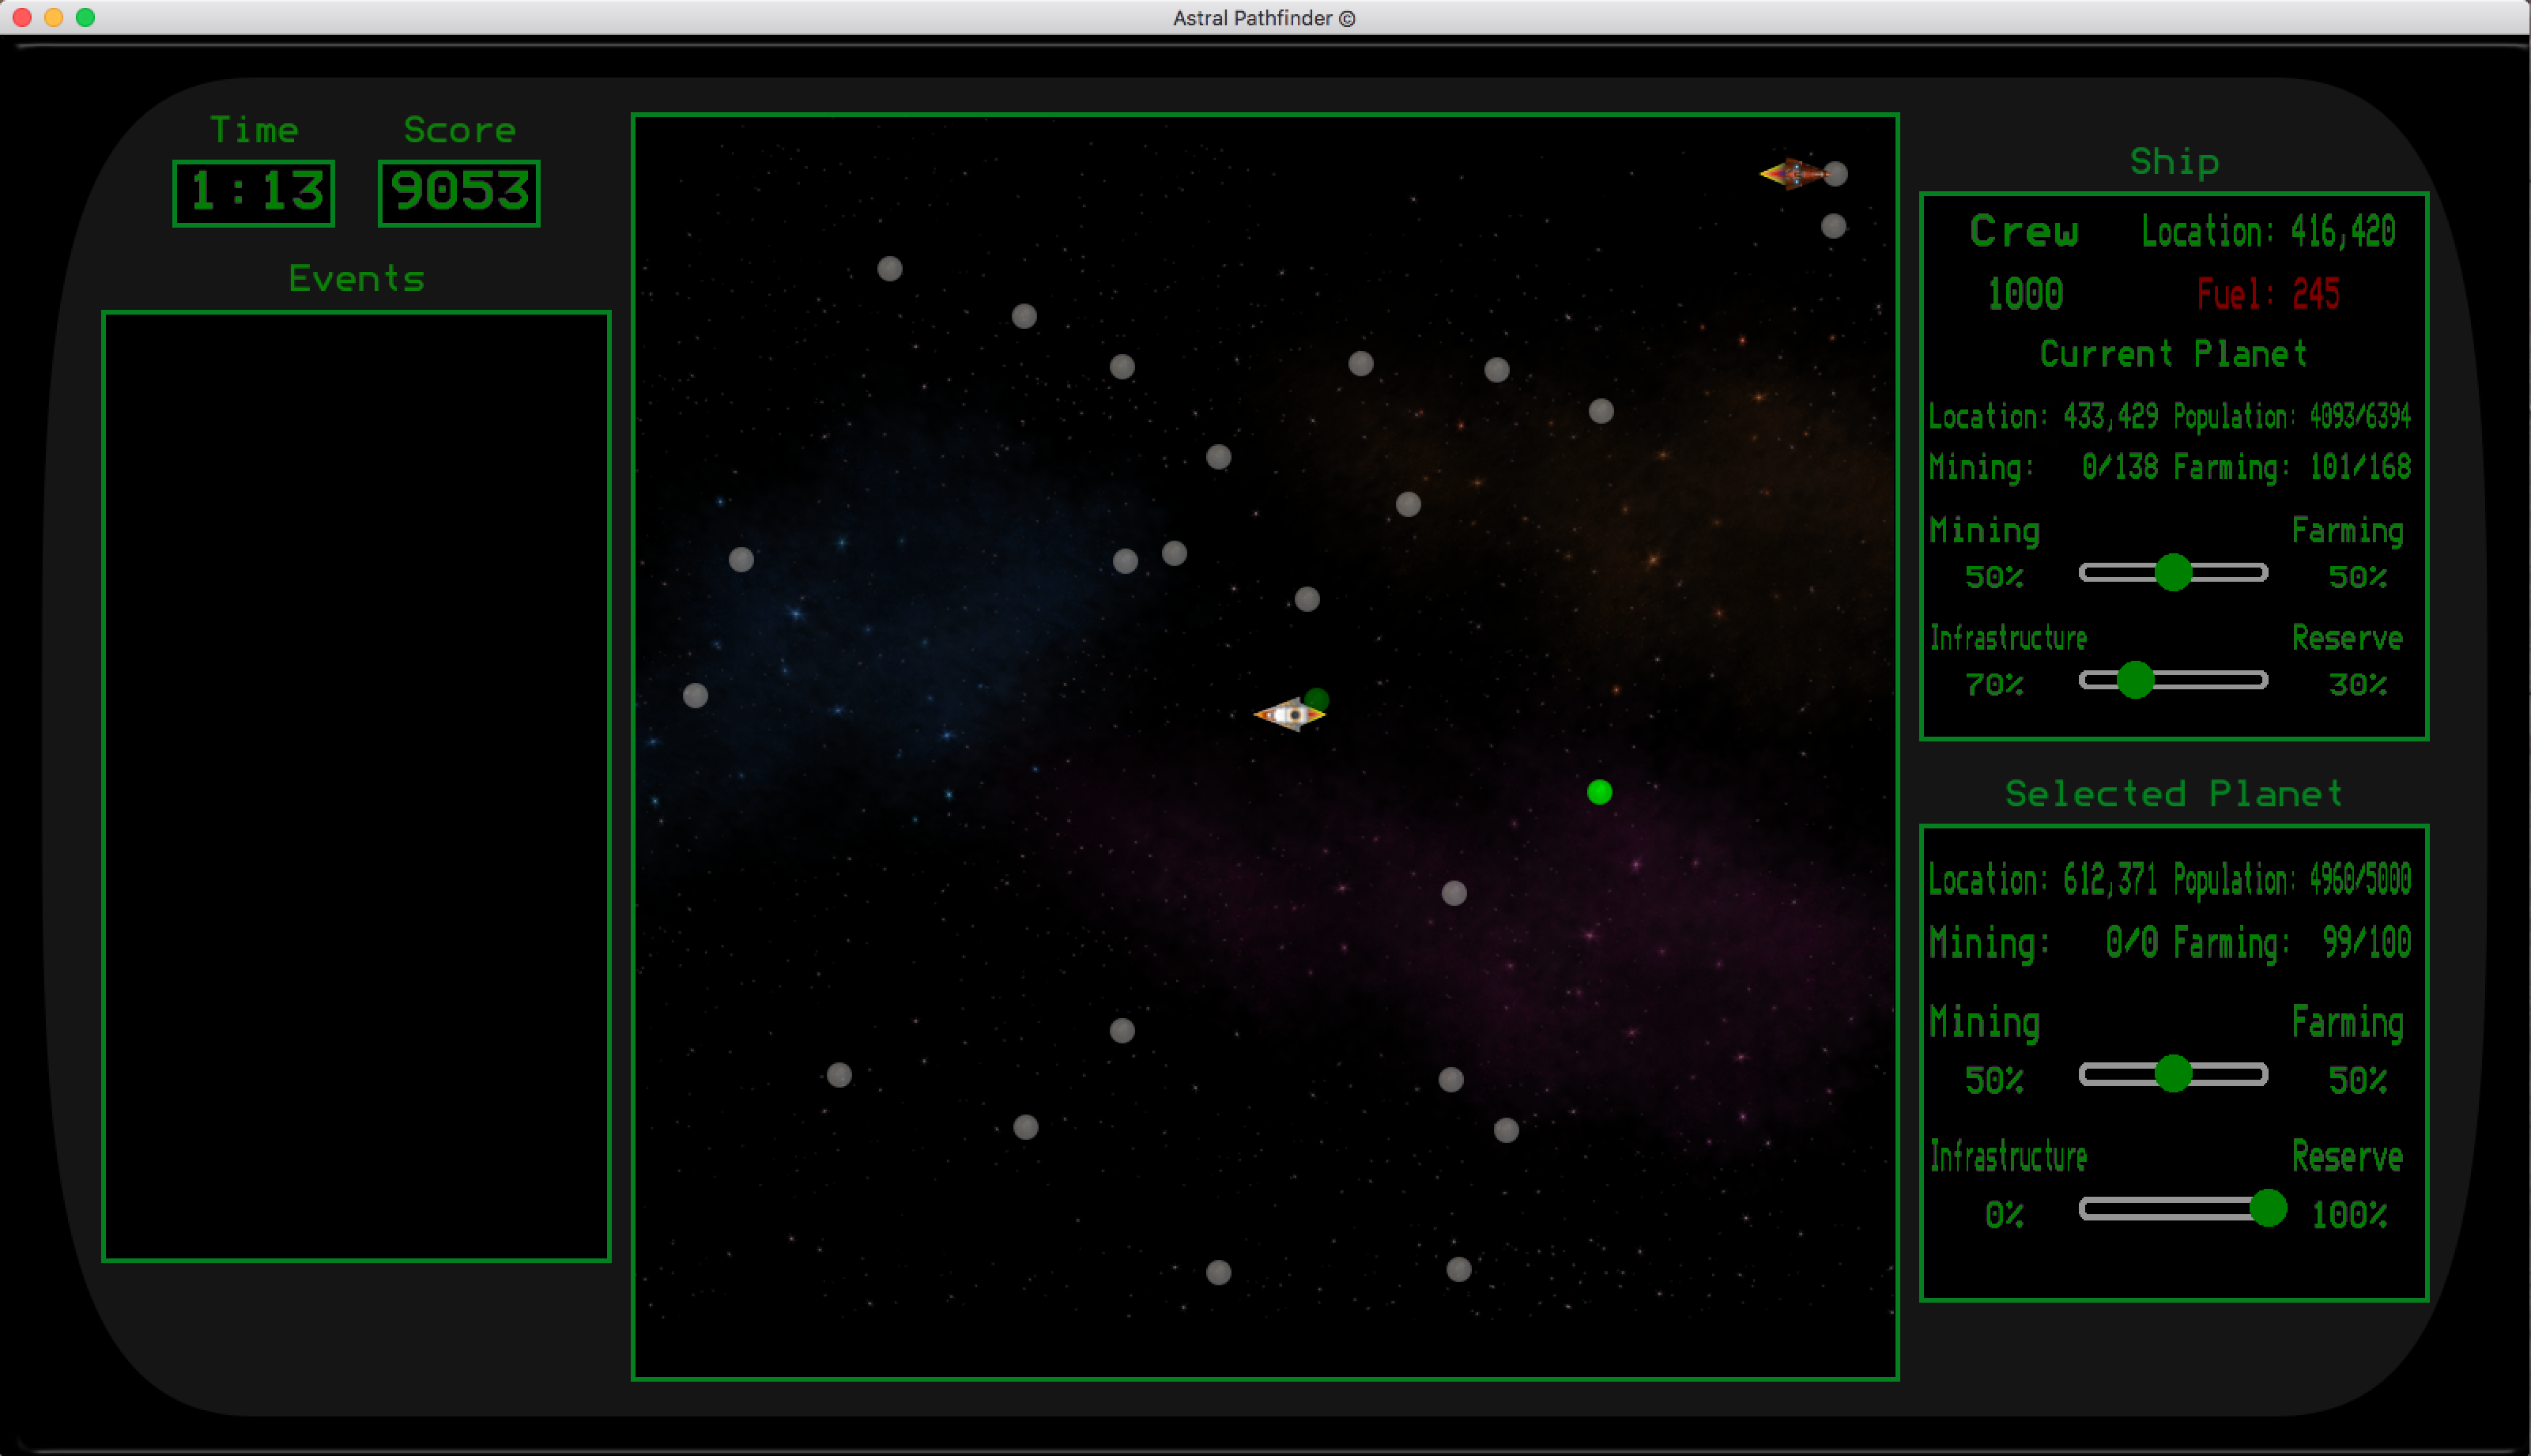 Astral Pathfinder ©
Time Score
1:13 9053
Events
Ship
Crew Location: 416,420
1000 Fuel: 245
Current Planet
Location: 433,429 Population: 4093/6394
Mining: 0/138 Farming: 101/168
Mining Farming
50% 50%
Infrastructure Reserve
70% 30%
Selected Planet
Location: 612,371 Population: 4960/5000
Mining: 0/0 Farming: 99/100
Mining Farming
50% 50%
Infrastructure Reserve
0% 100%